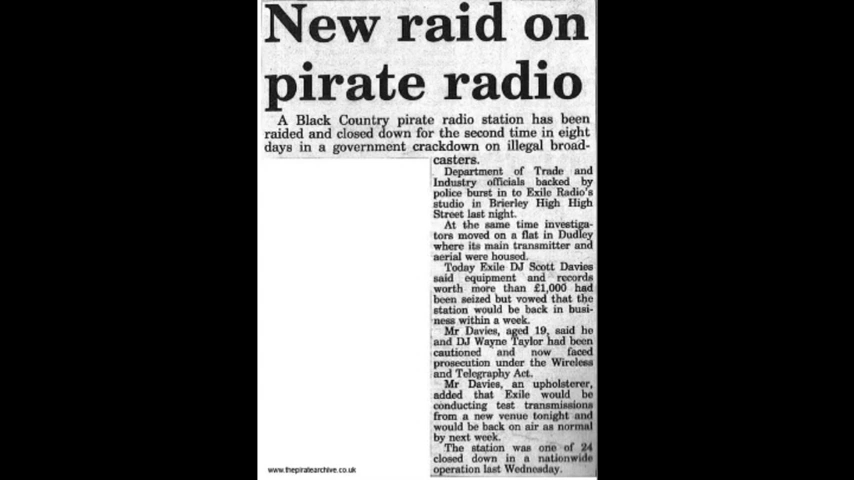 New raid on
pirate radio
A Black Country pirate radio station has been
raided and closed down for the second time in eight
days in a government crackdown on illegal broad-
casters.
Department of Trade and
Industry officials backed by
police burst in to Exile Radio's
studio in Brierley High High
Street last night.
At the same time investiga-
tors moved on a flat in Dudley
where its main transmitter and
aerial were housed.
Today Exile DJ Scott Davies
said equipment and records
worth more than £1,000 had
been seized but vowed that the
station would be back in busi-
ness within a week.
Mr Davies, aged 19, said he
and DJ Wayne Taylor had been
cautioned and now faced
prosecution under the Wireless
and Telegraphy Act.
Mr Davies, an upholsterer,
added that Exile would be
conducting test transmissions
from a new venue tonight and
would be back on air as normal
by next week.
The station was one of 24
closed down in a nationwide
operation last Wednesday.
www.thepiratearchive.co.uk